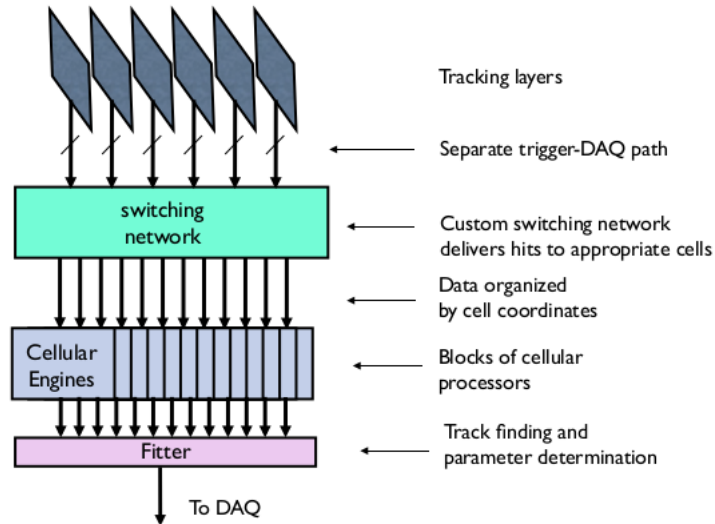 Tracking layers
Separate trigger-DAQ path
switching
network
Custom switching network
delivers hits to appropriate cells
Data organized
by cell coordinates
Cellular
Engines
Blocks of cellular
processors
Fitter
Track finding and
parameter determination
To DAQ